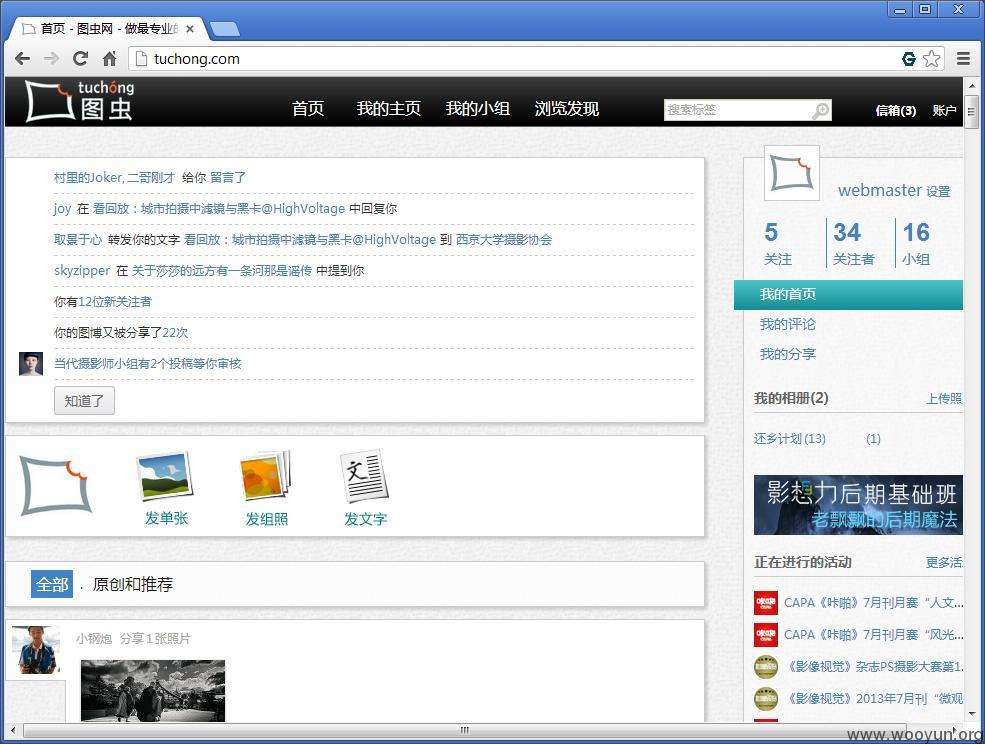 首页 - 图虫网 - 做最专业的
tuchong.com
tuchóng
图虫
首页 我的主页 我的小组 浏览发现 搜索标签 信箱(3) 账户
村里的Joker, 二哥刚才 给你 留言了
joy 在 看回放：城市拍摄中滤镜与黑卡@HighVoltage 中回复你
取景于心 转发你的文字 看回放：城市拍摄中滤镜与黑卡@HighVoltage 到 西京大学摄影协会
skyzipper 在 关于莎莎的远方有一条河那是谣传 中提到你
你有12位新关注者
你的图博又被分享了22次
当代摄影师小组有2个投稿等你审核
知道了
发单张 发组照 发文字
全部 . 原创和推荐
小钢炮 分享1张照片
webmaster 设置
5 34 16
关注 关注者 小组
我的首页
我的评论
我的分享
我的相册(2) 上传照
还乡计划 (13) (1)
影想力后期基础班
老飘飘的后期魔法
正在进行的活动 更多活
CAPA《咔啪》7月刊月赛“人文...
CAPA《咔啪》7月刊月赛“风光...
《影像视觉》杂志PS摄影大赛第1...
《影像视觉》2013年7月刊“微观
www.wooyun.org